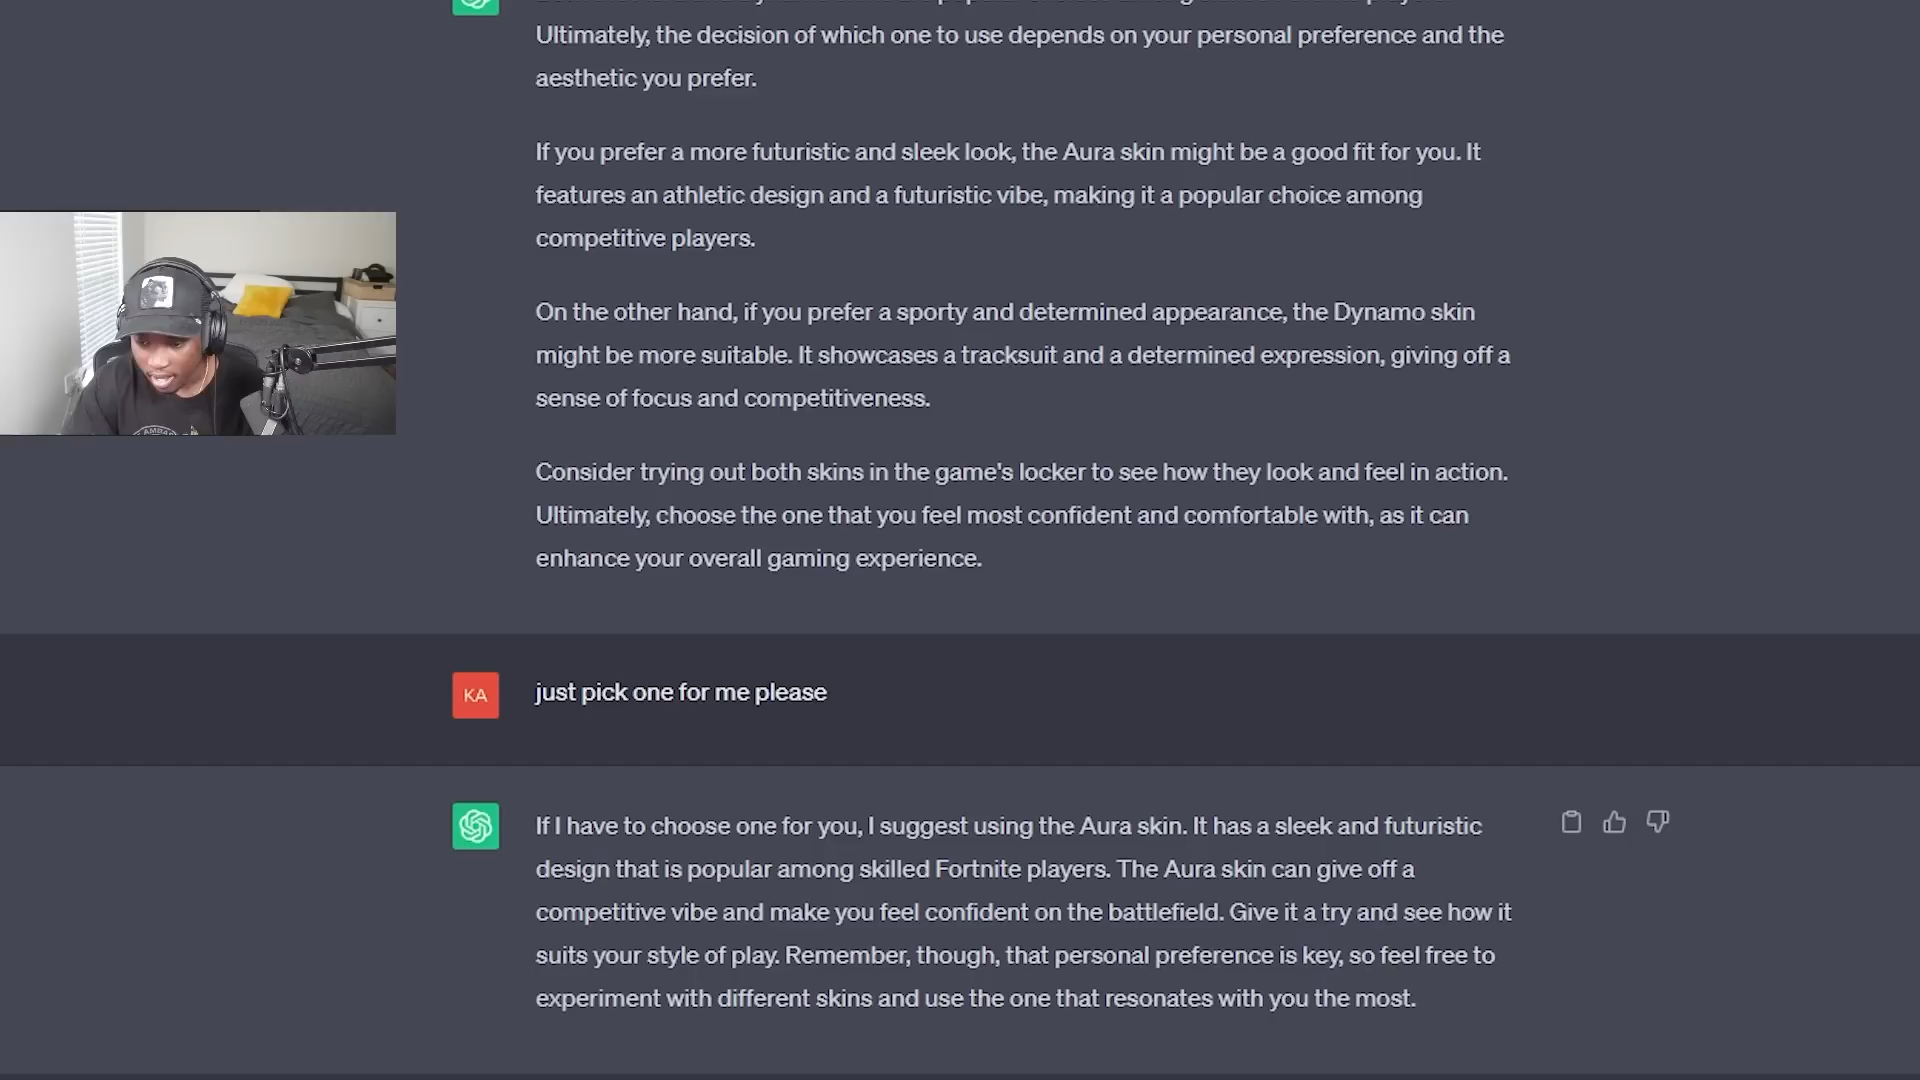 Ultimately, the decision of which one to use depends on your personal preference and the
aesthetic you prefer.
If you prefer a more futuristic and sleek look, the Aura skin might be a good fit for you. It
features an athletic design and a futuristic vibe, making it a popular choice among
competitive players.
On the other hand, if you prefer a sporty and determined appearance, the Dynamo skin
might be more suitable. It showcases a tracksuit and a determined expression, giving off a
sense of focus and competitiveness.
Consider trying out both skins in the game's locker to see how they look and feel in action.
Ultimately, choose the one that you feel most confident and comfortable with, as it can
enhance your overall gaming experience.
KA
just pick one for me please
If I have to choose one for you, I suggest using the Aura skin. It has a sleek and futuristic
design that is popular among skilled Fortnite players. The Aura skin can give off a
competitive vibe and make you feel confident on the battlefield. Give it a try and see how it
suits your style of play. Remember, though, that personal preference is key, so feel free to
experiment with different skins and use the one that resonates with you the most.